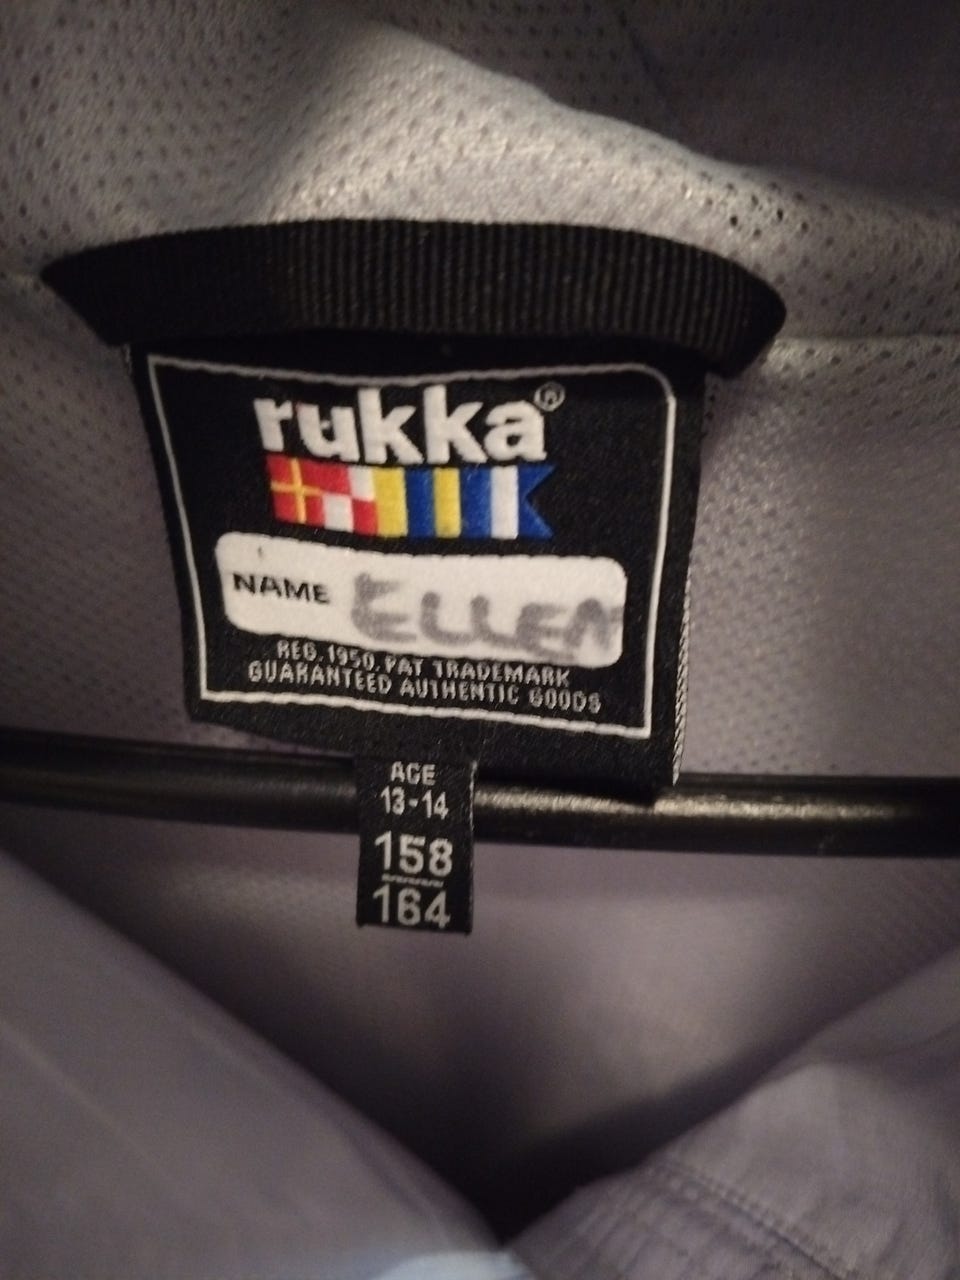 rukka®
NAME ELLEN
REG. 1950. PAT TRADEMARK
GUARANTEED AUTHENTIC GOODS
AGE
13-14
158
164